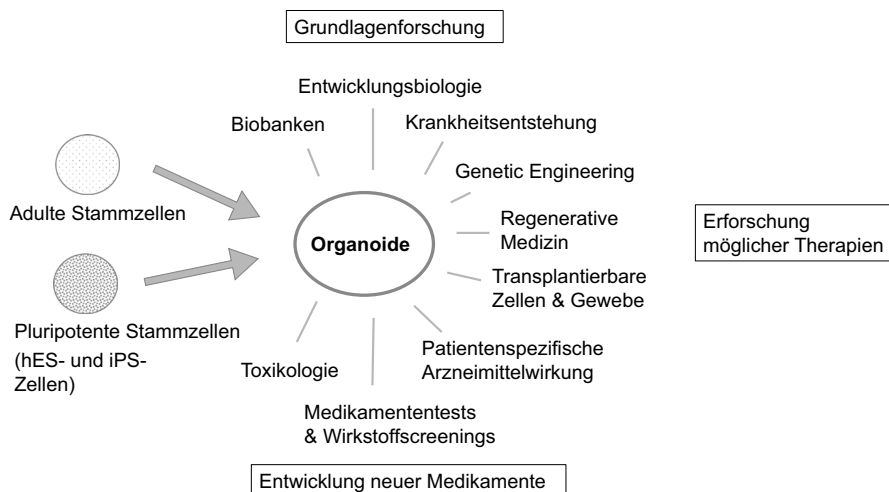 Grundlagenforschung
Entwicklungsbiologie
Biobanken
Krankheitsentstehung
Genetic Engineering
Adulte Stammzellen
Regenerative
Medizin
Erforschung
möglicher Therapien
Organoide
Transplantierbare
Zellen & Gewebe
Pluripotente Stammzellen
(hES- und iPS-
Zellen)
Patientenspezifische
Arzneimittelwirkung
Toxikologie
Medikamententests
& Wirkstoffscreenings
Entwicklung neuer Medikamente